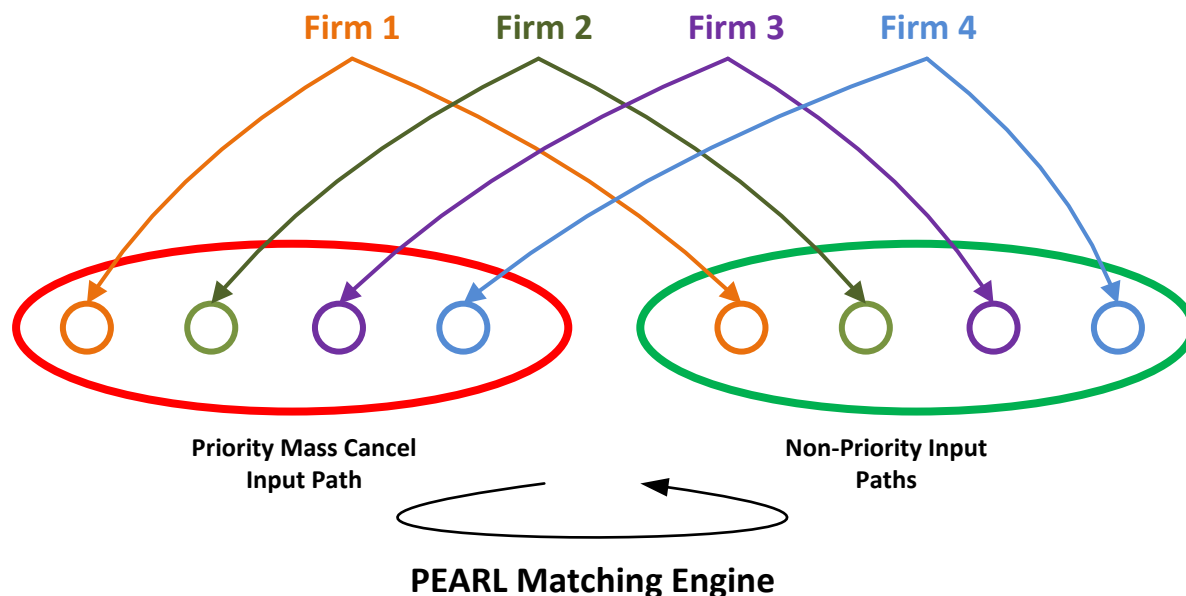 Firm 1
Firm 2
Firm 3
Firm 4
Priority Mass Cancel
Input Path
Non-Priority Input
Paths
PEARL Matching Engine